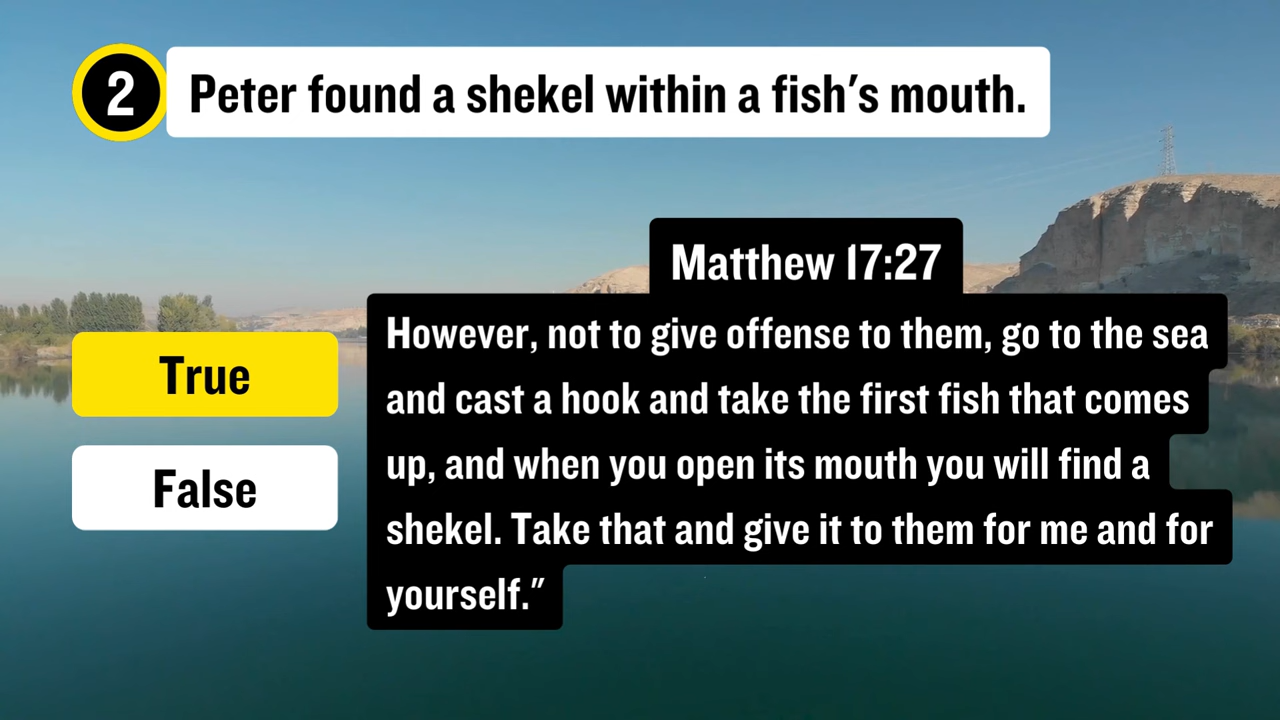 2
Peter found a shekel within a fish's mouth.
Matthew 17:27
However, not to give offense to them, go to the sea
and cast a hook and take the first fish that comes
up, and when you open its mouth you will find a
shekel. Take that and give it to them for me and for
yourself.”
True
False